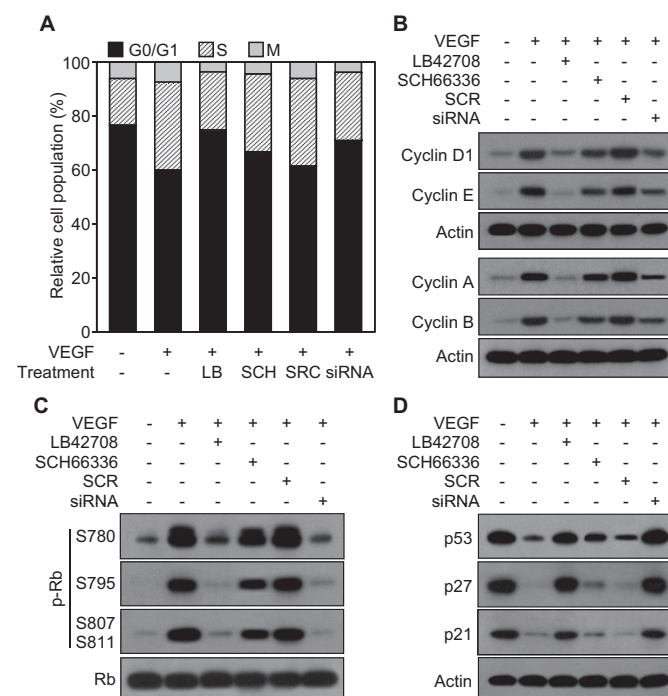 A
G0/G1 S M
Relative cell population (%)
100
80
60
40
20
0
VEGF - + + + + +
Treatment - - LB SCH SRC siRNA
B
VEGF - + + + + +
LB42708 - - + - - -
SCH66336 - - - + - -
SCR - - - - + -
siRNA - - - - - +
Cyclin D1
Cyclin E
Actin
Cyclin A
Cyclin B
Actin
C
VEGF - + + + + +
LB42708 - - + - - -
SCH66336 - - - + - -
SCR - - - - + -
siRNA - - - - - +
p-Rb
S780
S795
S807
S811
Rb
D
VEGF - + + + + +
LB42708 - - + - - -
SCH66336 - - - + - -
SCR - - - - + -
siRNA - - - - - +
p53
p27
p21
Actin